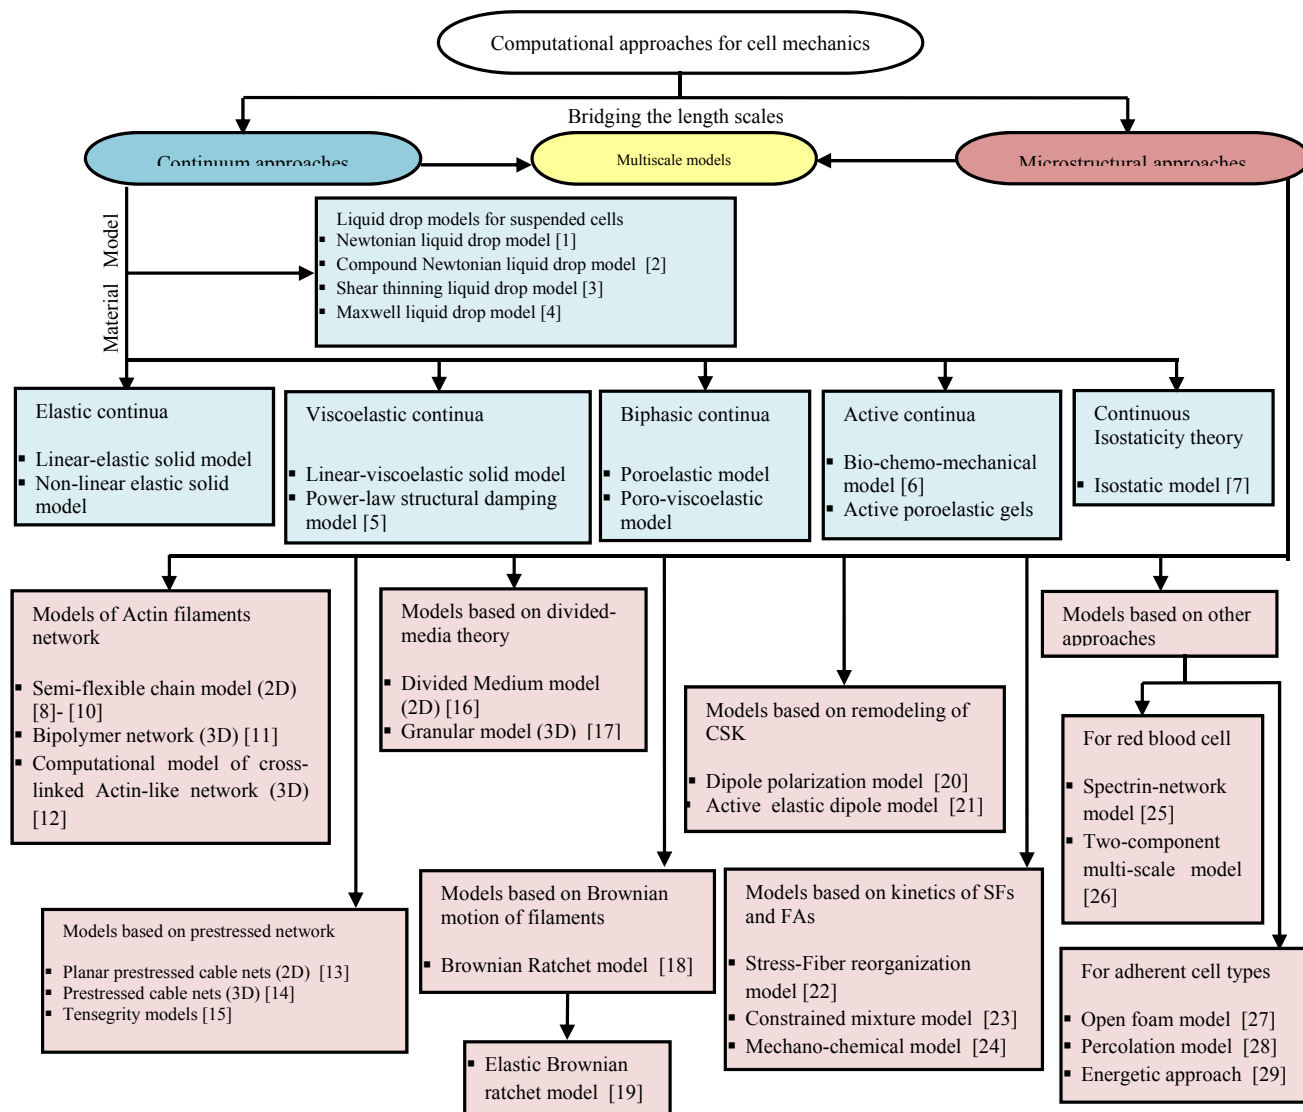 Computational approaches for cell mechanics
Bridging the length scales
Continuum approaches
Multiscale models
Microstructural approaches
Material Model
Liquid drop models for suspended cells
▪ Newtonian liquid drop model [1]
▪ Compound Newtonian liquid drop model [2]
▪ Shear thinning liquid drop model [3]
▪ Maxwell liquid drop model [4]
Elastic continua
▪ Linear-elastic solid model
▪ Non-linear elastic solid
model
Viscoelastic continua
▪ Linear-viscoelastic solid model
▪ Power-law structural damping
model [5]
Biphasic continua
▪ Poroelastic model
▪ Poro-viscoelastic
model
Active continua
▪ Bio-chemo-mechanical
model [6]
▪ Active poroelastic gels
Continuous
Isostaticity theory
▪ Isostatic model [7]
Models of Actin filaments
network
▪ Semi-flexible chain model (2D)
[8]- [10]
▪ Bipolymer network (3D) [11]
▪ Computational model of cross-
linked Actin-like network (3D)
[12]
Models based on divided-
media theory
▪ Divided Medium model
(2D) [16]
▪ Granular model (3D) [17]
Models based on remodeling of
CSK
▪ Dipole polarization model [20]
▪ Active elastic dipole model [21]
Models based on other
approaches
For red blood cell
▪ Spectrin-network
model [25]
▪ Two-component
multi-scale model
[26]
Models based on prestressed network
▪ Planar prestressed cable nets (2D) [13]
▪ Prestressed cable nets (3D) [14]
▪ Tensegrity models [15]
Models based on Brownian
motion of filaments
▪ Brownian Ratchet model [18]
▪ Elastic Brownian
ratchet model [19]
Models based on kinetics of SFs
and FAs
▪ Stress-Fiber reorganization
model [22]
▪ Constrained mixture model [23]
▪ Mechano-chemical model [24]
For adherent cell types
▪ Open foam model [27]
▪ Percolation model [28]
▪ Energetic approach [29]